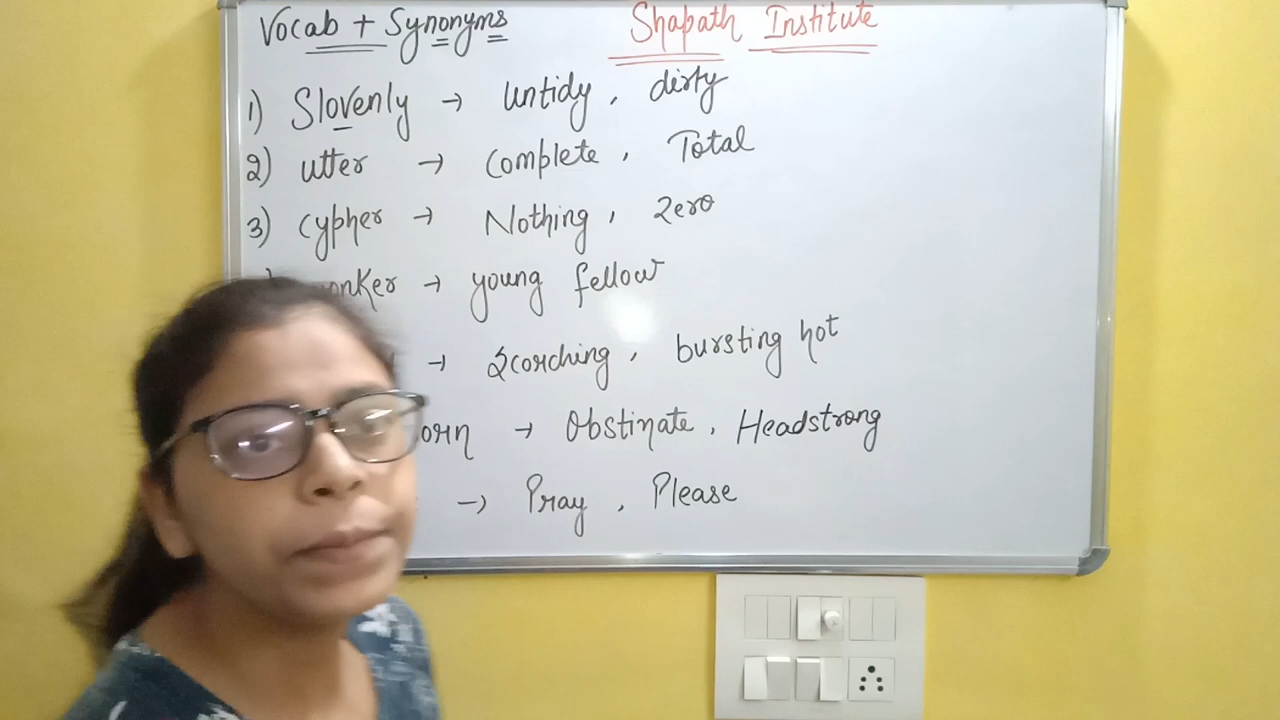 Vocab + Synonyms
Shapath Institute
1) Slovenly → Untidy, dirty
2) utter → Complete, Total
3) Cypher → Nothing, Zero
→ young fellow
→ Scorching, bursting hot
→ Obstinate, Headstrong
→ Pray, Please